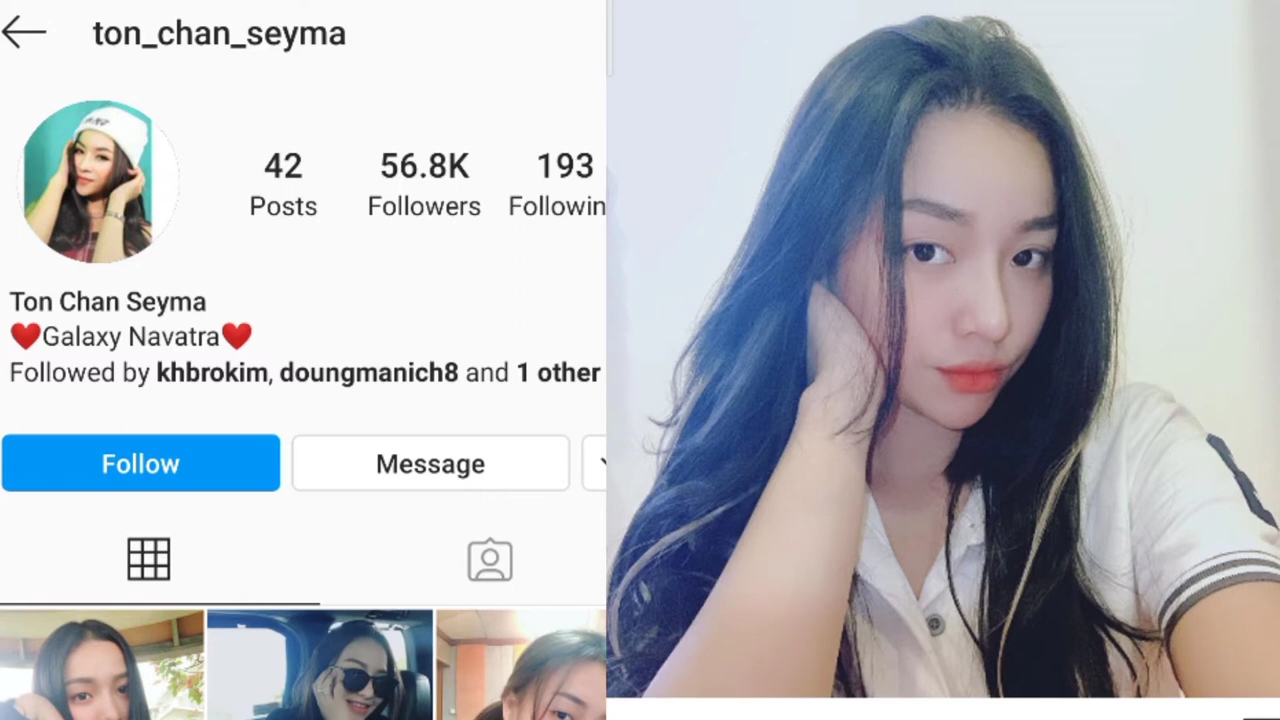 ton_chan_seyma
42
56.8K
193
Posts
Followers
Followin
Ton Chan Seyma
❤️Galaxy Navatra❤️
Followed by khbrokim, doungmanich8 and 1 other
Follow
Message